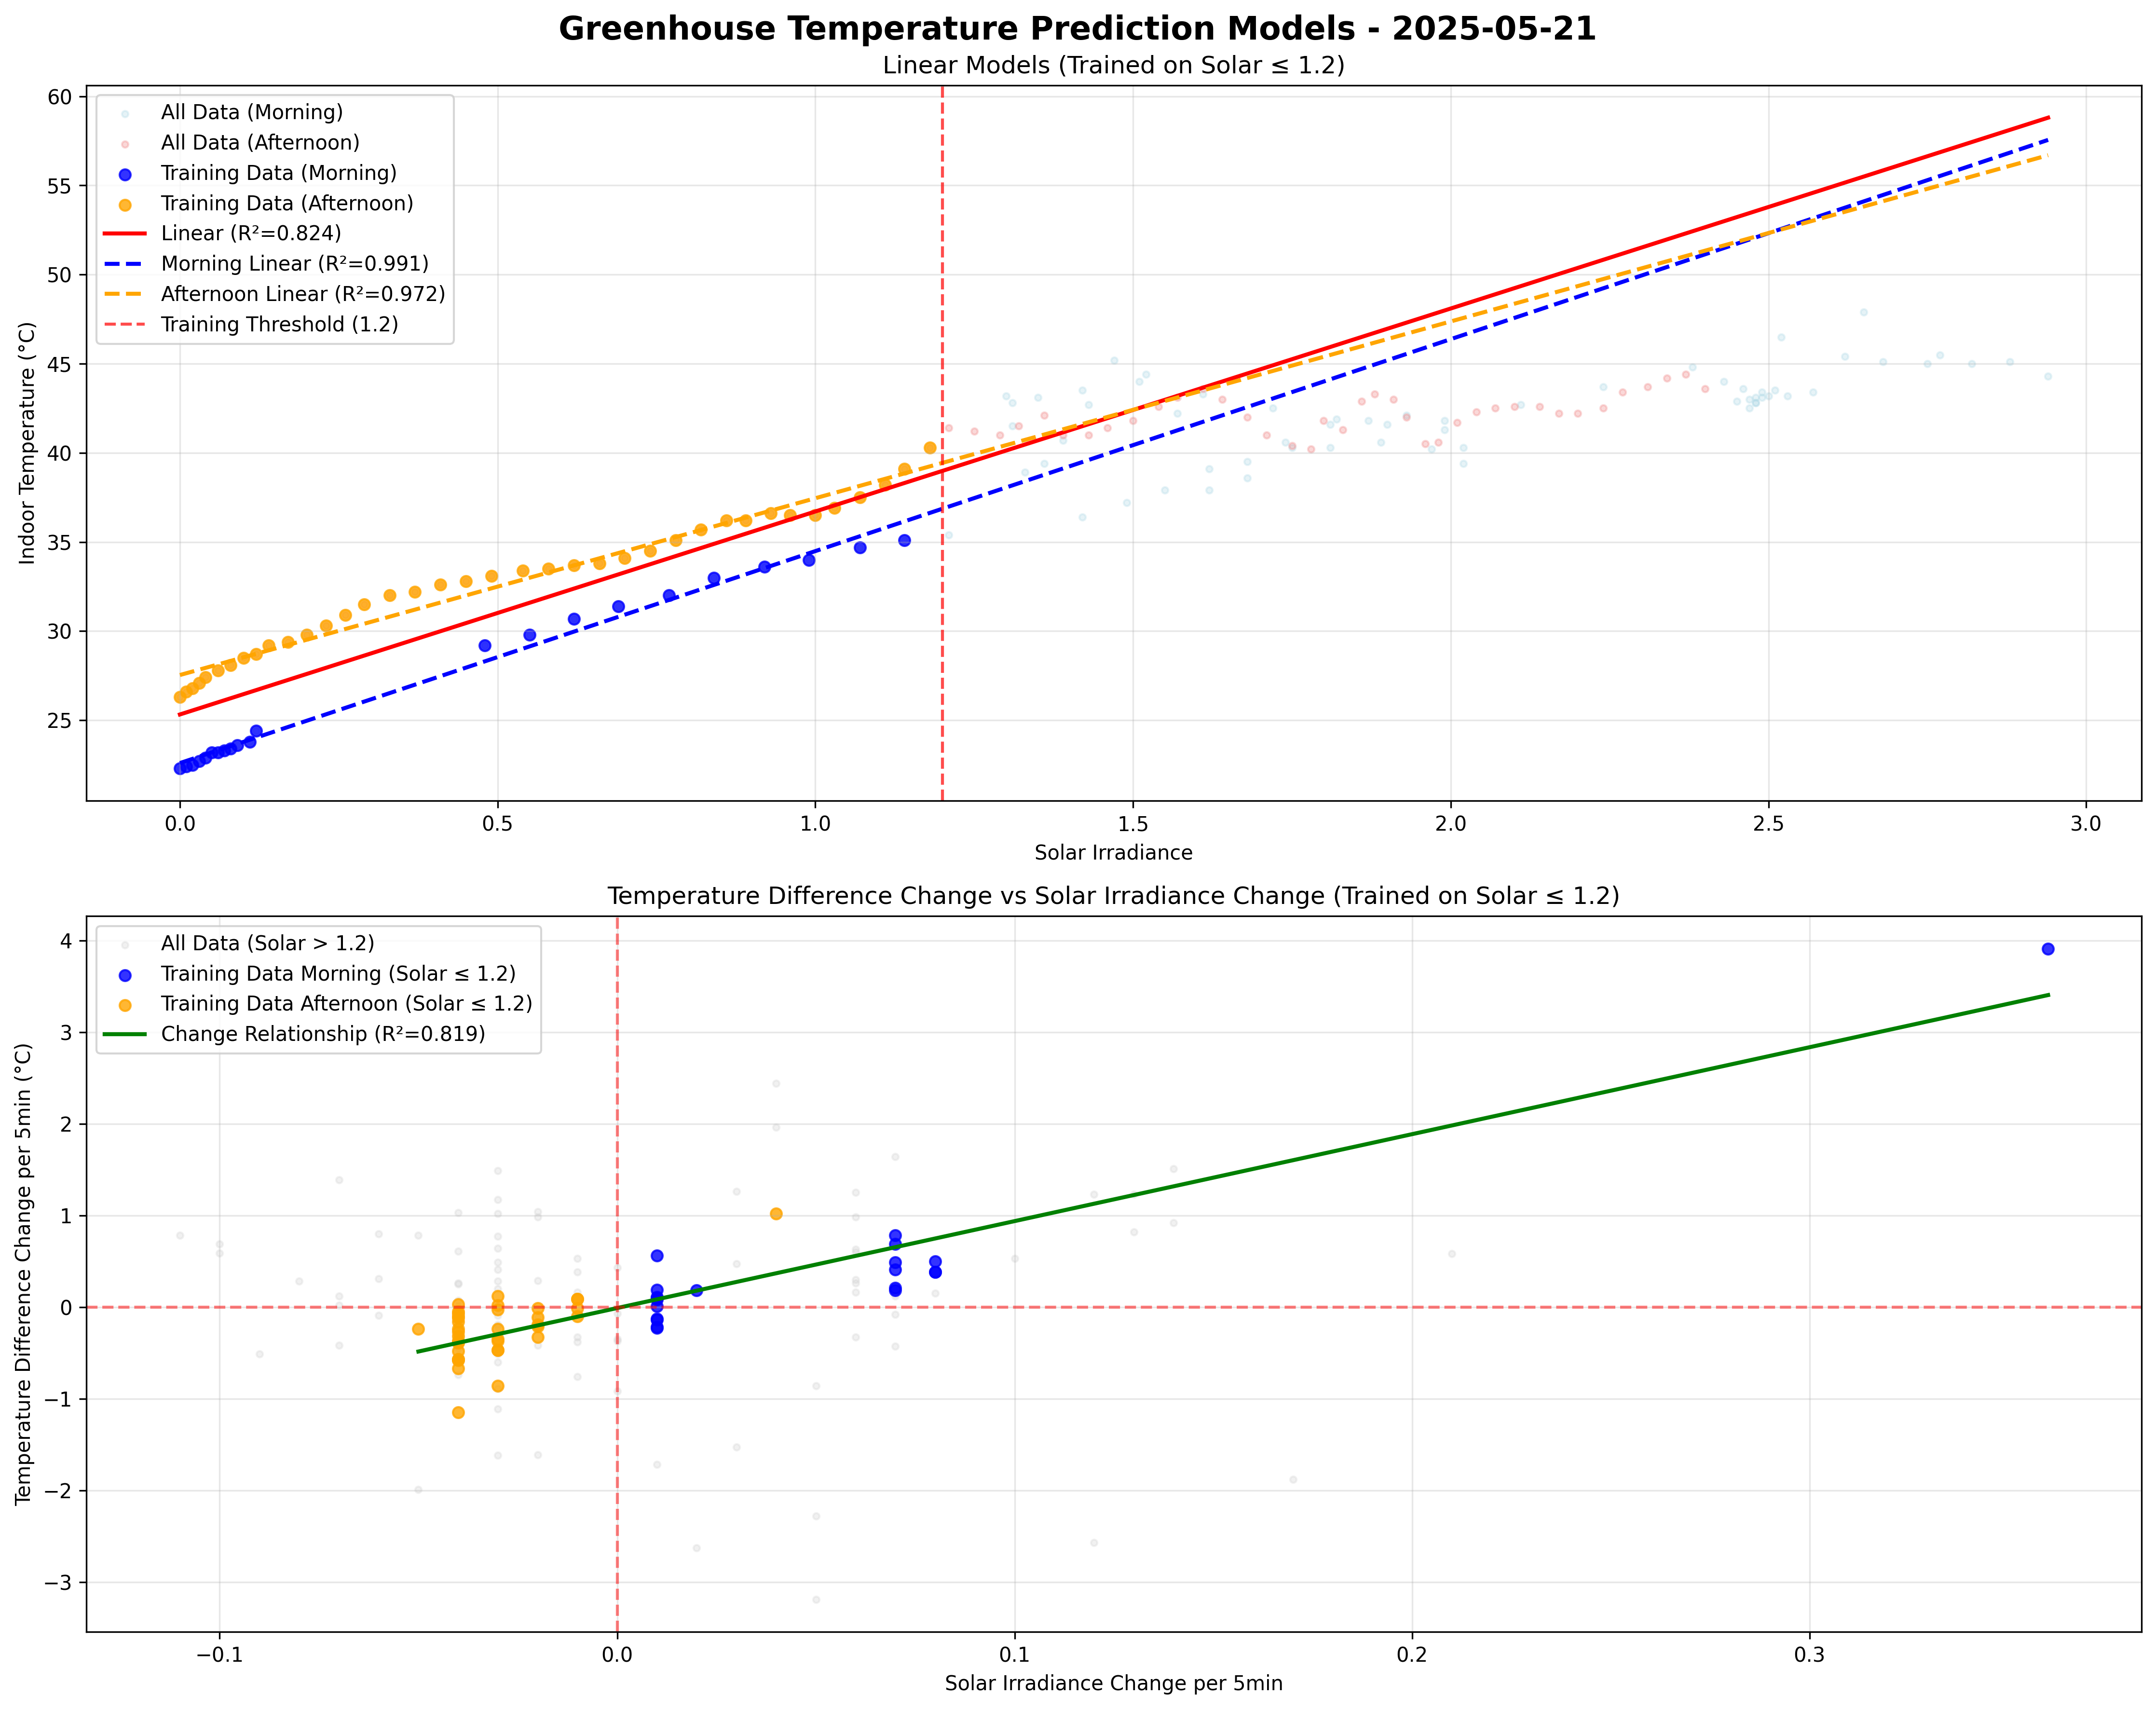 Greenhouse Temperature Prediction Models - 2025-05-21
Linear Models (Trained on Solar ≤ 1.2)
60
55
50
45
40
35
30
25
Indoor Temperature (°C)
All Data (Morning)
All Data (Afternoon)
Training Data (Morning)
Training Data (Afternoon)
Linear (R²=0.824)
Morning Linear (R²=0.991)
Afternoon Linear (R²=0.972)
Training Threshold (1.2)
0.0 0.5 1.0 1.5 2.0 2.5 3.0
Solar Irradiance
Temperature Difference Change vs Solar Irradiance Change (Trained on Solar ≤ 1.2)
4
3
2
1
0
−1
−2
−3
Temperature Difference Change per 5min (°C)
All Data (Solar > 1.2)
Training Data Morning (Solar ≤ 1.2)
Training Data Afternoon (Solar ≤ 1.2)
Change Relationship (R²=0.819)
−0.1 0.0 0.1 0.2 0.3
Solar Irradiance Change per 5min